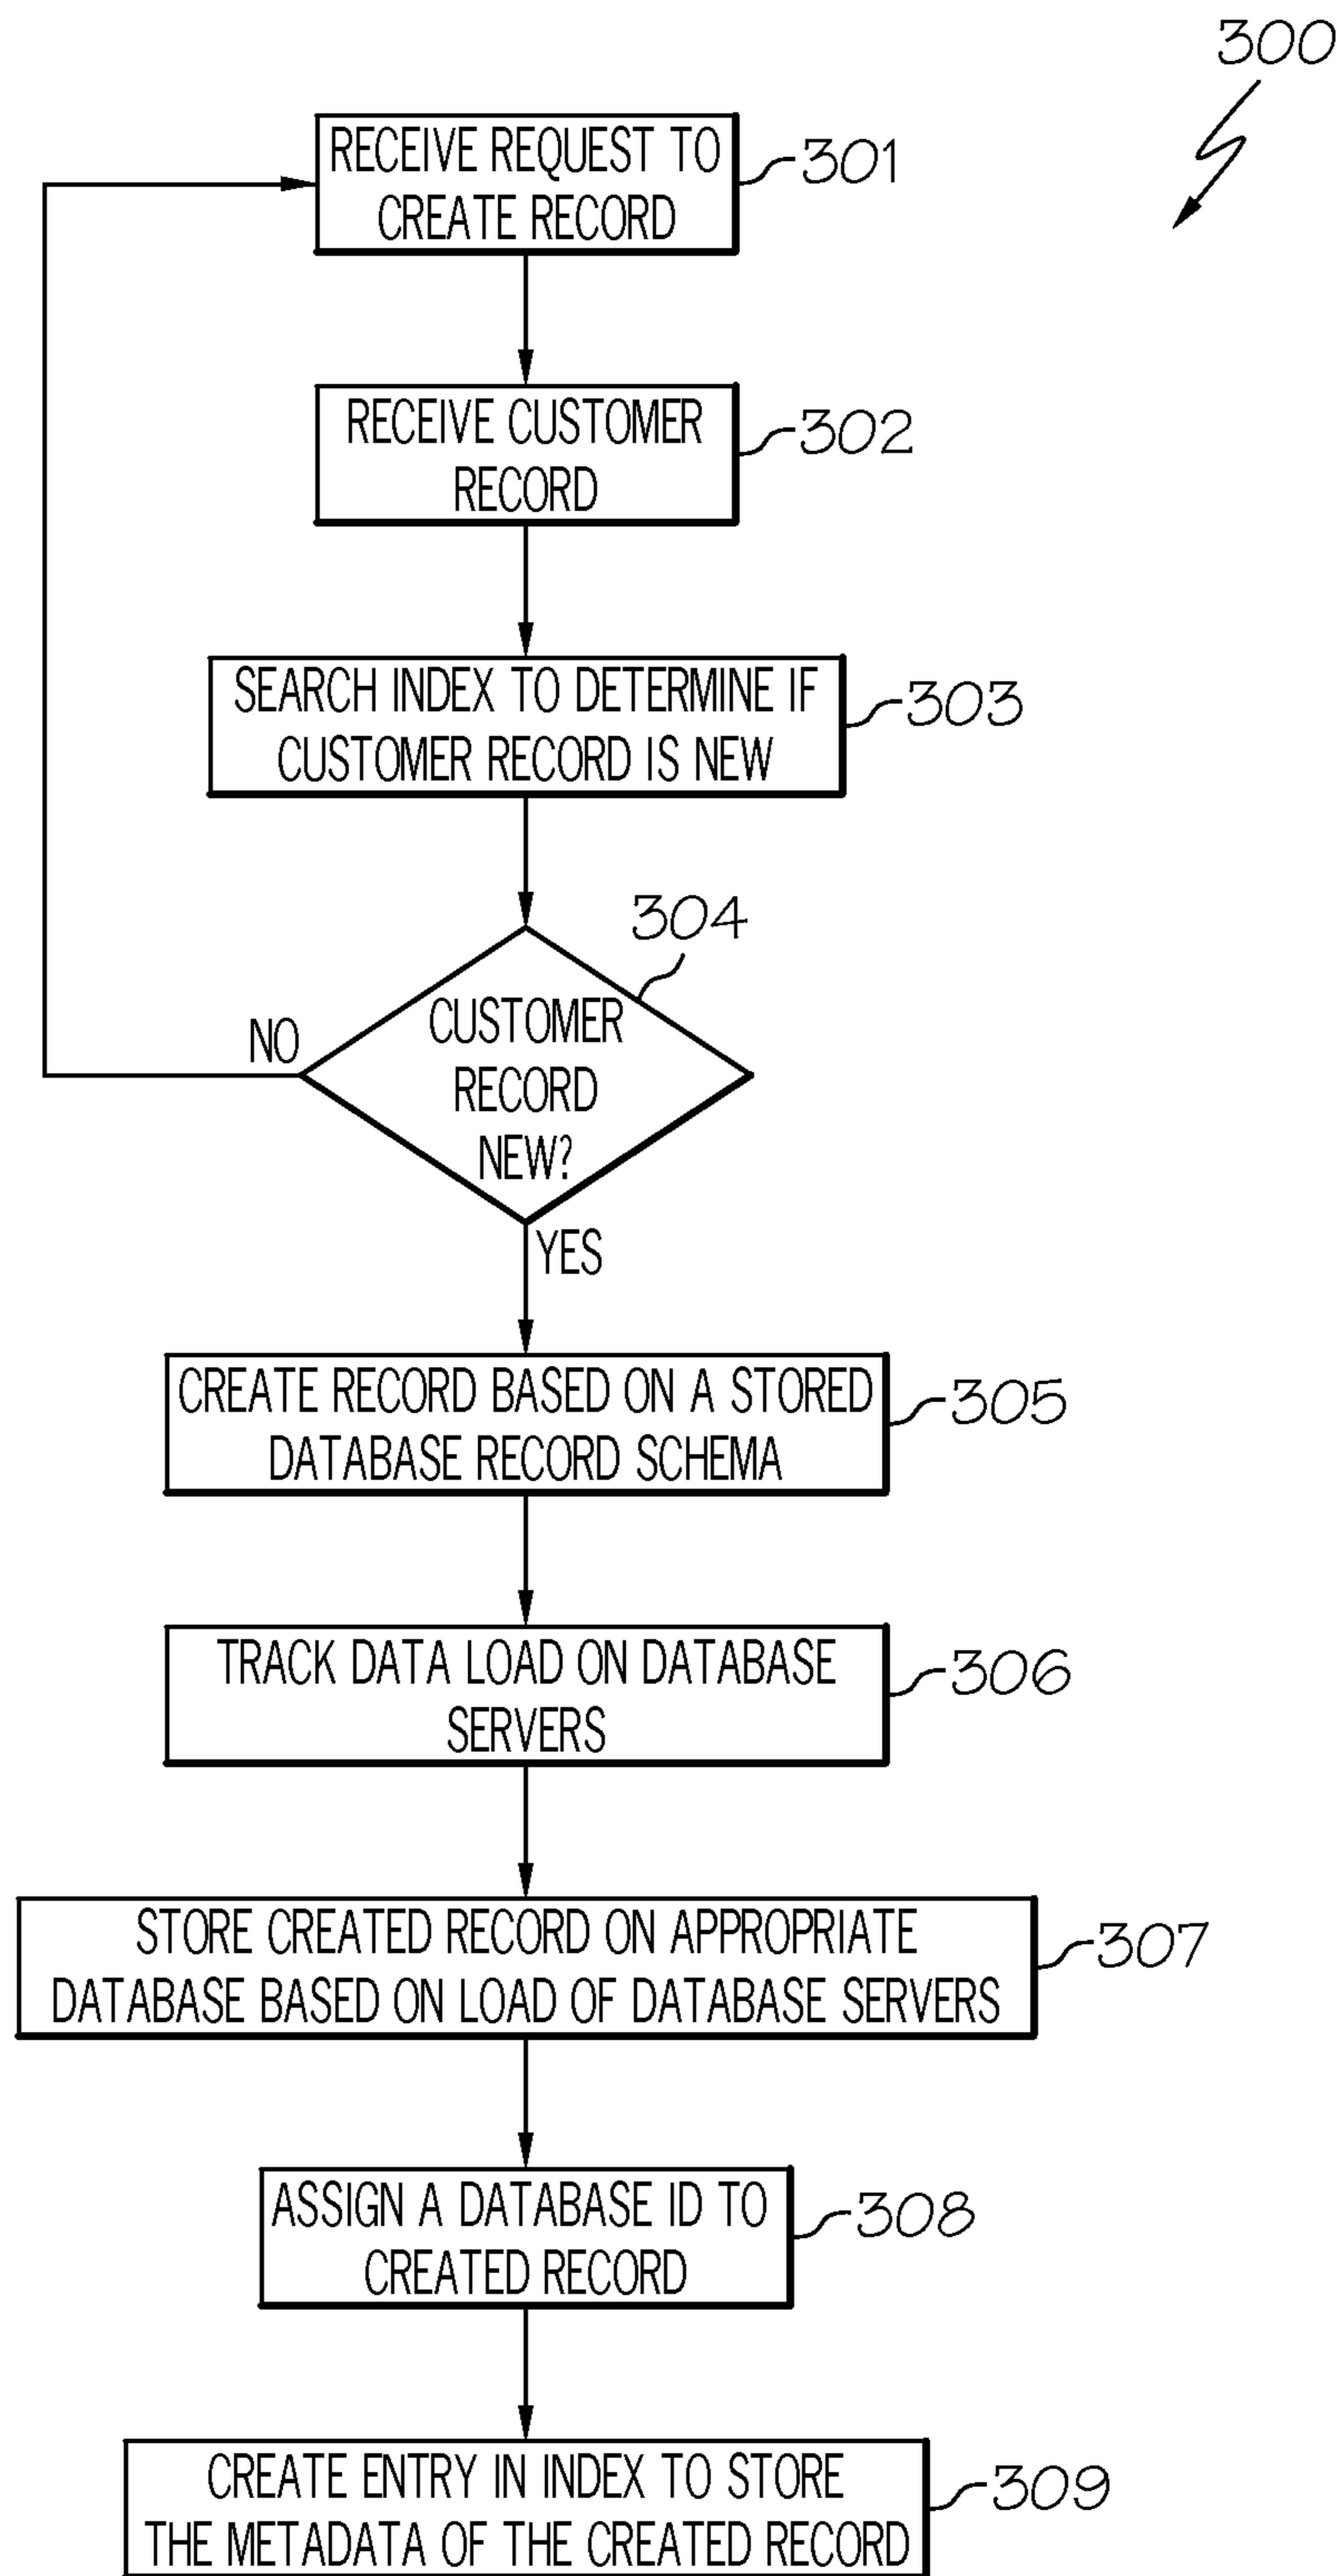 300
RECEIVE REQUEST TO
CREATE RECORD
301
RECEIVE CUSTOMER
RECORD
302
SEARCH INDEX TO DETERMINE IF
CUSTOMER RECORD IS NEW
303
304
CUSTOMER
RECORD
NEW?
NO
YES
CREATE RECORD BASED ON A STORED
DATABASE RECORD SCHEMA
305
TRACK DATA LOAD ON DATABASE
SERVERS
306
STORE CREATED RECORD ON APPROPRIATE
DATABASE BASED ON LOAD OF DATABASE SERVERS
307
ASSIGN A DATABASE ID TO
CREATED RECORD
308
CREATE ENTRY IN INDEX TO STORE
THE METADATA OF THE CREATED RECORD
309